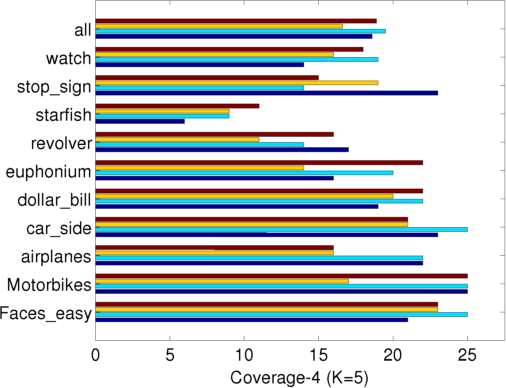 all
watch
stop_sign
starfish
revolver
euphonium
dollar_bill
car_side
airplanes
Motorbikes
Faces_easy
0 5 10 15 20 25
Coverage-4 (K=5)